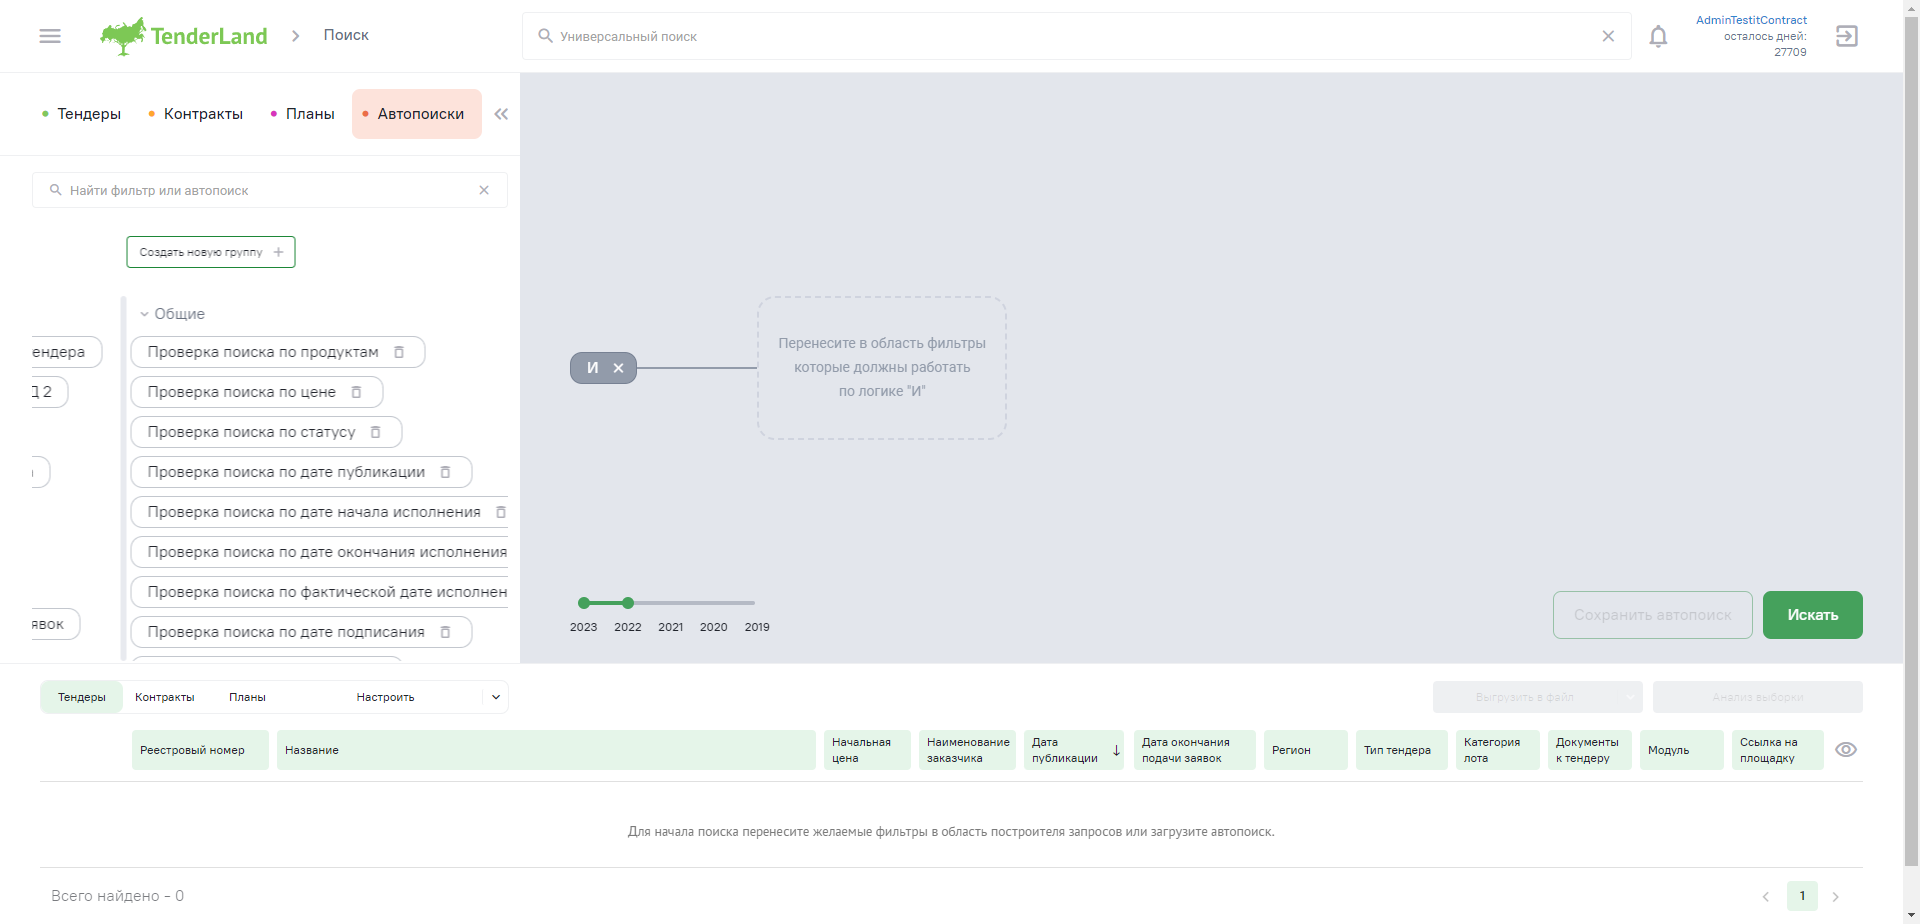 TenderLand
Поиск
Универсальный поиск
AdminTestitContract
осталось дней:
27709
Тендеры
Контракты
Планы
Автопоиски
Найти фильтр или автопоиск
Создать новую группу
Общие
ендера
Проверка поиска по продуктам
Д 2
Проверка поиска по цене
Проверка поиска по статусу
Проверка поиска по дате публикации
Проверка поиска по дате начала исполнения
Проверка поиска по дате окончания исполнения
Проверка поиска по фактической дате исполнен
явок
Проверка поиска по дате подписания
И
Перенесите в область фильтры
которые должны работать
по логике "И"
2023 2022 2021 2020 2019
Сохранить автопоиск
Искать
Тендеры
Контракты
Планы
Настроить
Выгрузить в файл
Анализ выборки
Реестровый номер
Название
Начальная
цена
Наименование
заказчика
Дата
публикации
Дата окончания
подачи заявок
Регион
Тип тендера
Категория
лота
Документы
к тендеру
Модуль
Ссылка на
площадку
Для начала поиска перенесите желаемые фильтры в область построителя запросов или загрузите автопоиск.
Всего найдено - 0
1